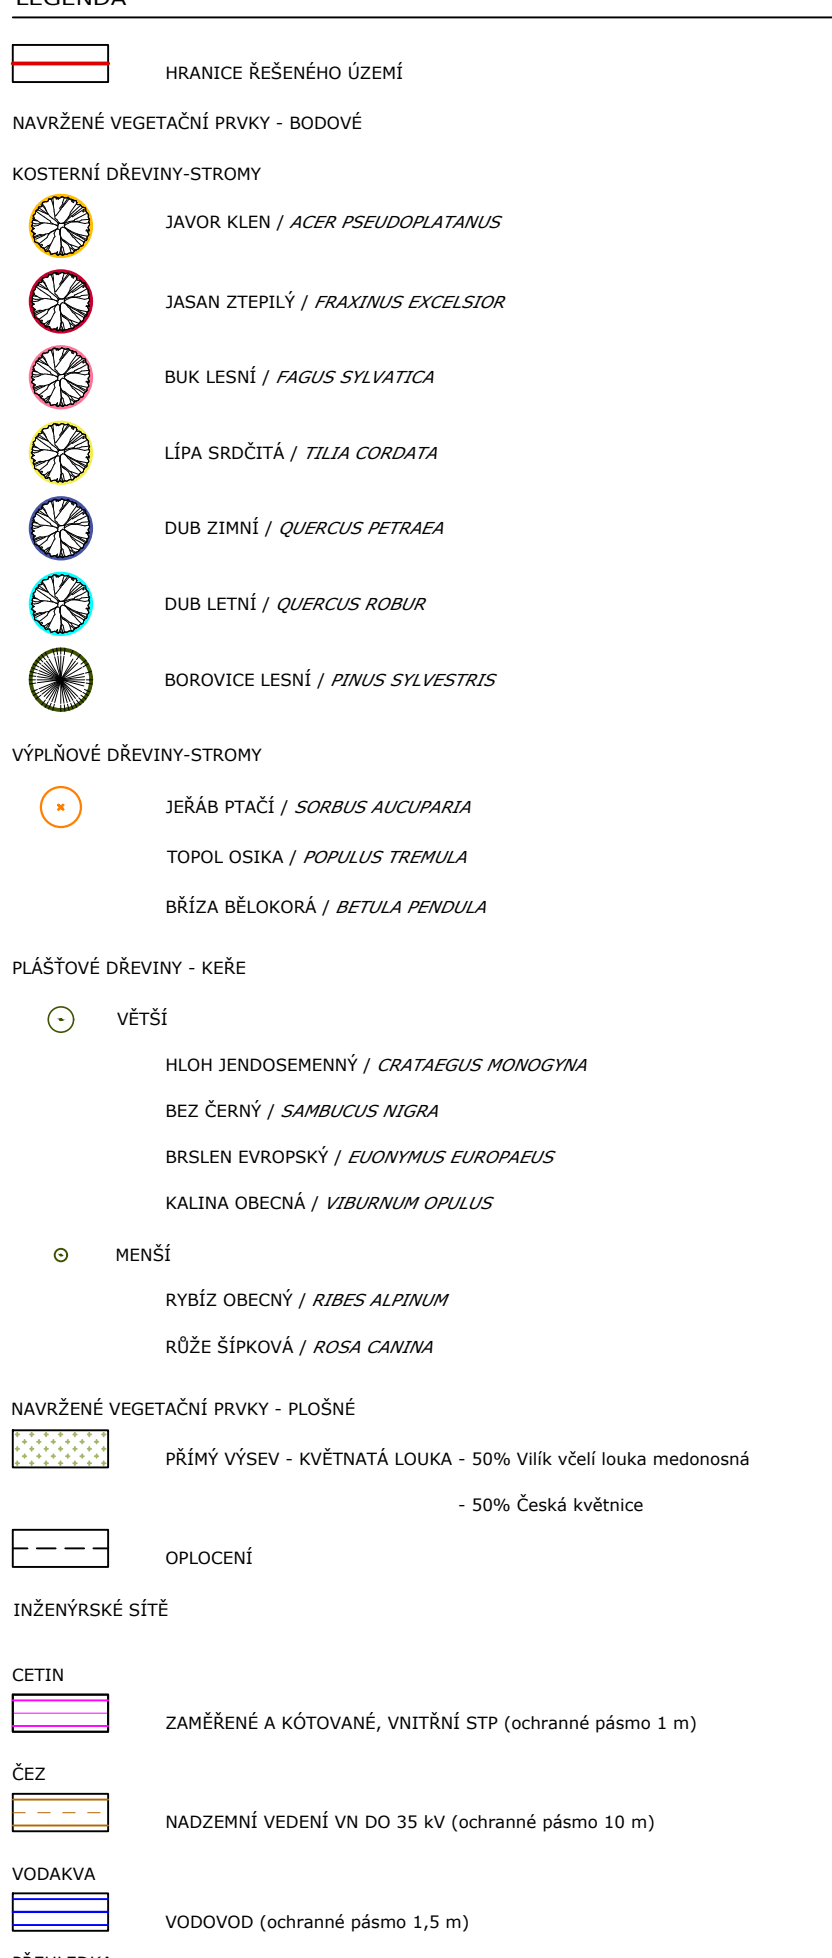 LEGENDA
HRANICE ŘEŠENÉHO ÚZEMÍ
NAVRŽENÉ VEGETAČNÍ PRVKY - BODOVÉ
KOSTERNÍ DŘEVINY-STROMY
JAVOR KLEN / ACER PSEUDOPLATANUS
JASAN ZTEPILÝ / FRAXINUS EXCELSIOR
BUK LESNÍ / FAGUS SYLVATICA
LÍPA SRDČITÁ / TILIA CORDATA
DUB ZIMNÍ / QUERCUS PETRAEA
DUB LETNÍ / QUERCUS ROBUR
BOROVICE LESNÍ / PINUS SYLVESTRIS
VÝPLŇOVÉ DŘEVINY-STROMY
JEŘÁB PTAČÍ / SORBUS AUCUPARIA
TOPOL OSIKA / POPULUS TREMULA
BŘÍZA BĚLOKORÁ / BETULA PENDULA
PLÁŠŤOVÉ DŘEVINY - KEŘE
VĚTŠÍ
HLOH JENDOSEMENNÝ / CRATAEGUS MONOGYNA
BEZ ČERNÝ / SAMBUCUS NIGRA
BRSLEN EVROPSKÝ / EUONYMUS EUROPAEUS
KALINA OBECNÁ / VIBURNUM OPULUS
MENŠÍ
RYBÍZ OBECNÝ / RIBES ALPINUM
RŮŽE ŠÍPKOVÁ / ROSA CANINA
NAVRŽENÉ VEGETAČNÍ PRVKY - PLOŠNÉ
PŘÍMÝ VÝSEV - KVĚTNATÁ LOUKA - 50% Vilík včelí louka medonosná
- 50% Česká květnice
OPLOCENÍ
INŽENÝRSKÉ SÍTĚ
CETIN
ZAMĚŘENÉ A KÓTOVANÉ, VNITŘNÍ STP (ochranné pásmo 1 m)
ČEZ
NADZEMNÍ VEDENÍ VN DO 35 kV (ochranné pásmo 10 m)
VODAKVA
VODOVOD (ochranné pásmo 1,5 m)